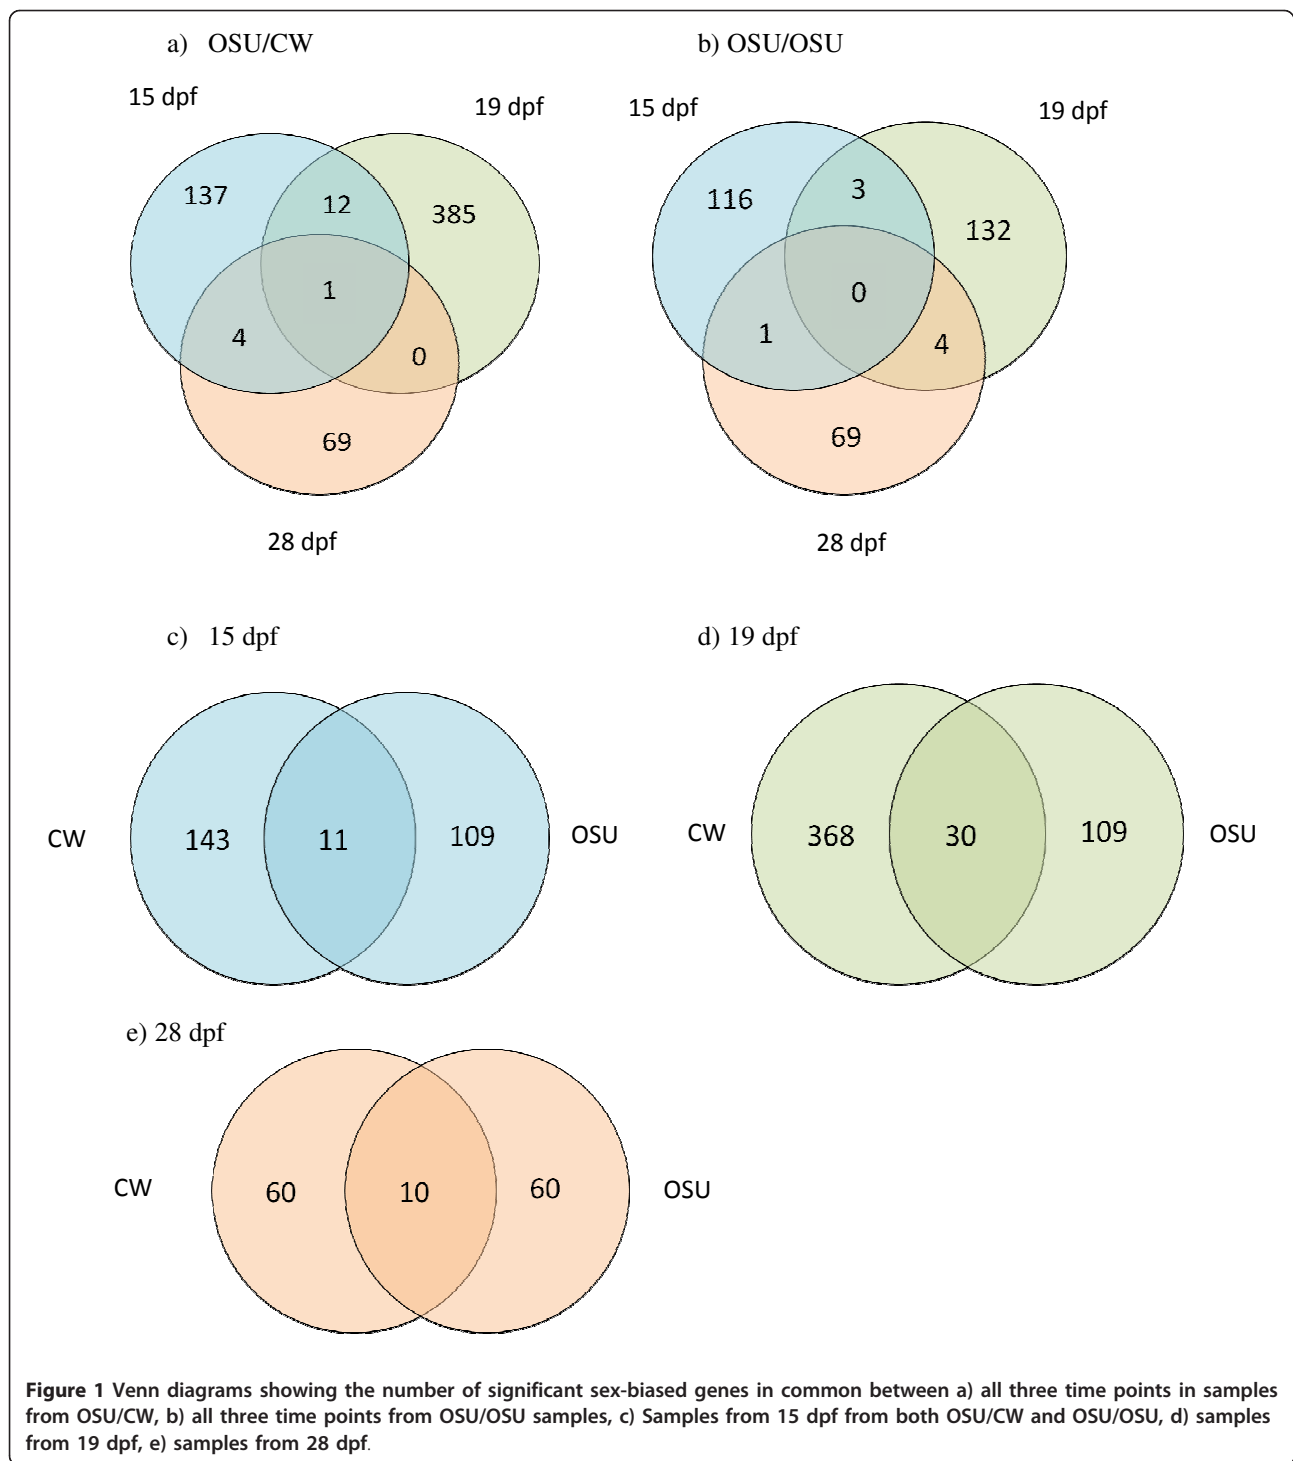 a) OSU/CW
b) OSU/OSU
15 dpf
19 dpf
137
12
385
1
4
0
69
28 dpf
15 dpf
19 dpf
116
3
132
0
1
4
69
28 dpf
c) 15 dpf
d) 19 dpf
CW
143
11
109
OSU
CW
368
30
109
OSU
e) 28 dpf
CW
60
10
60
OSU
Figure 1 Venn diagrams showing the number of significant sex-biased genes in common between a) all three time points in samples
from OSU/CW, b) all three time points from OSU/OSU samples, c) Samples from 15 dpf from both OSU/CW and OSU/OSU, d) samples
from 19 dpf, e) samples from 28 dpf.